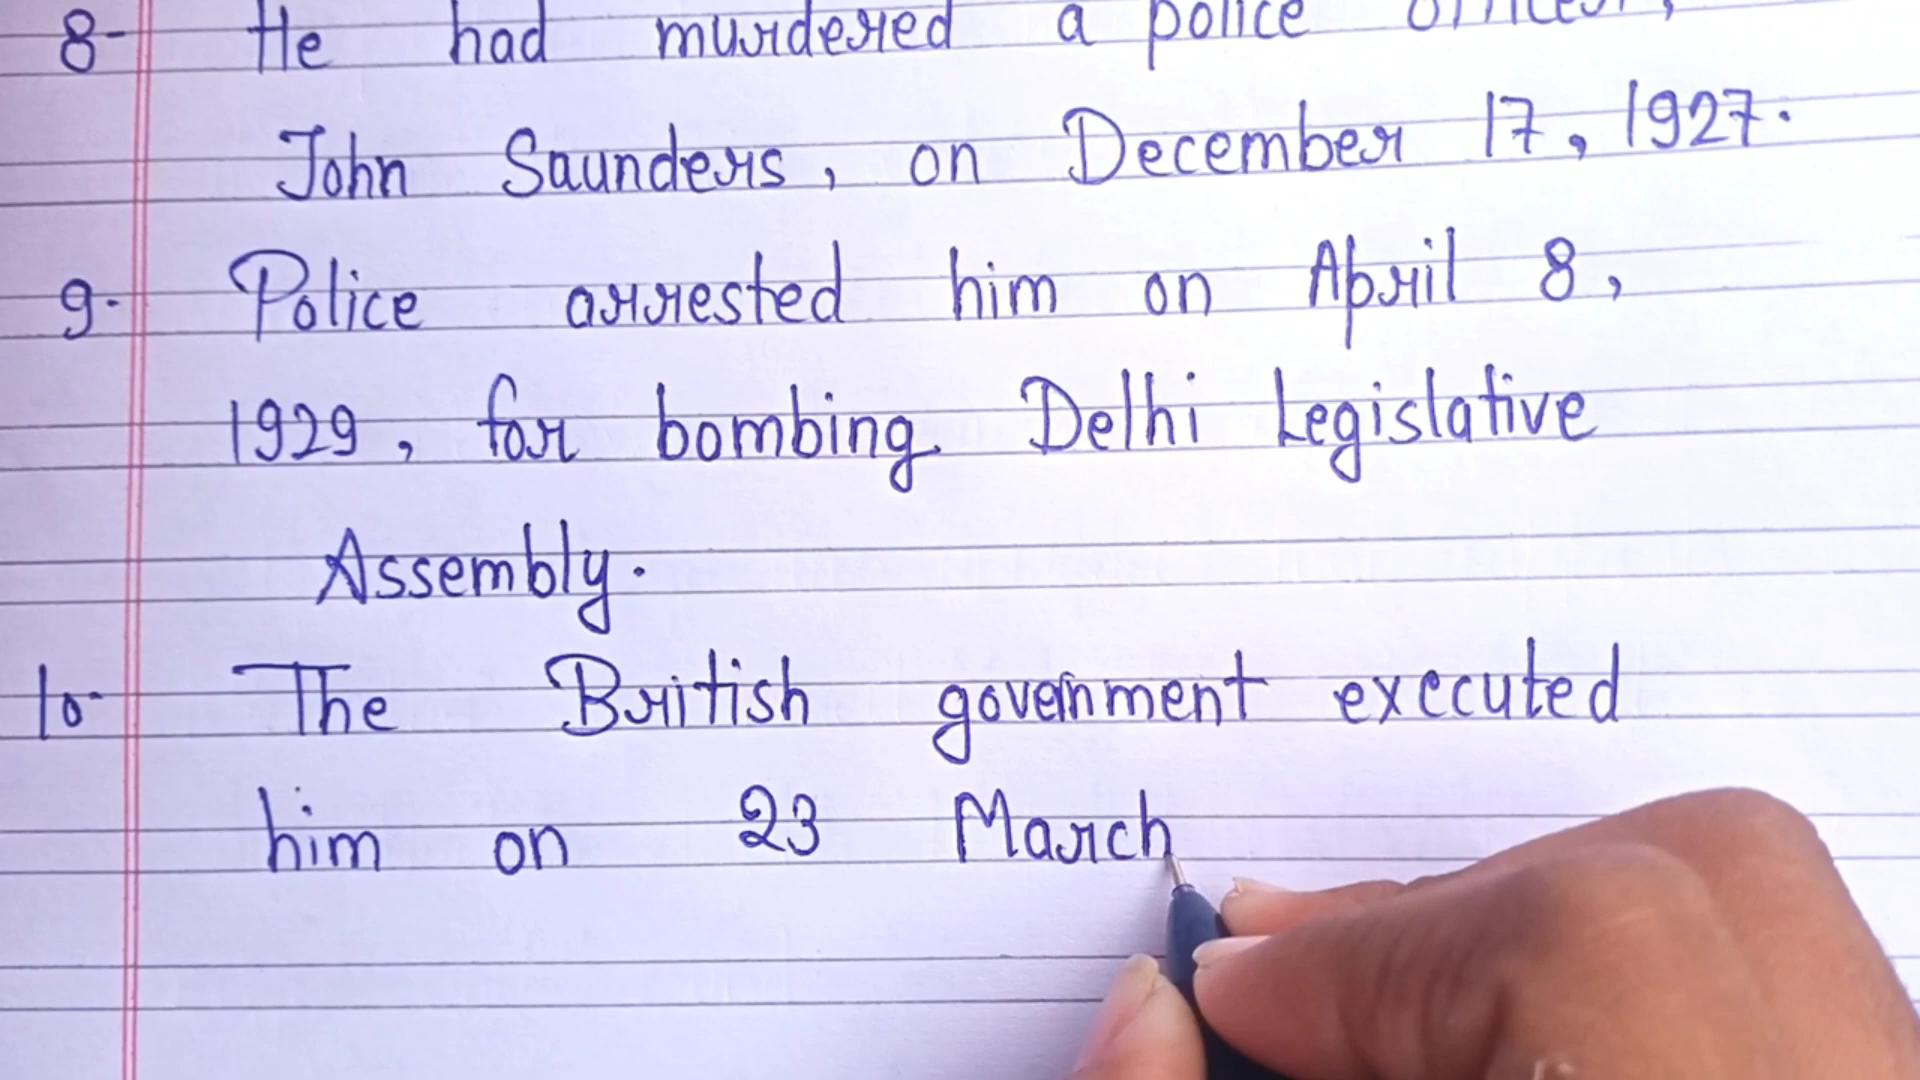 8- He had murdered a police officer,
John Saunders, on December 17, 1927.
9. Police arrested him on April 8,
1929, for bombing Delhi Legislative
Assembly.
10- The British government executed
him on 23 March